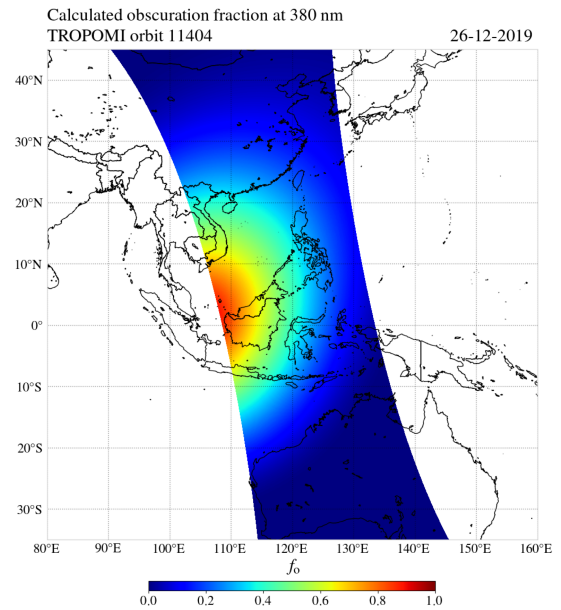 Calculated obscuration fraction at 380 nm
TROPOMI orbit 11404 26-12-2019
40°N
30°N
20°N
10°N
0°
10°S
20°S
30°S
80°E 90°E 100°E 110°E 120°E 130°E 140°E 150°E 160°E
fo
0.0 0.2 0.4 0.6 0.8 1.0